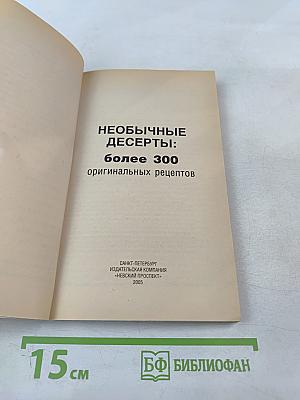 НЕОБЫЧНЫЕ
ДЕСЕРТЫ:
более 300
оригинальных рецептов
САНКТ-ПЕТЕРБУРГ
ИЗДАТЕЛЬСКАЯ КОМПАНИЯ
«НЕВСКИЙ ПРОСПЕКТ»
2005
15 см
БФ БИБЛИОФАН